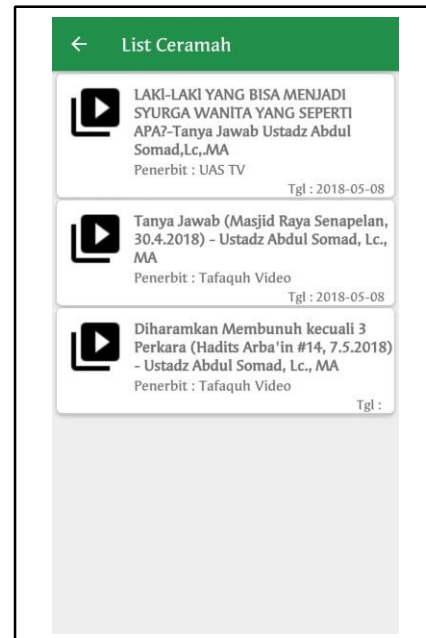 List Ceramah
LAKI-LAKI YANG BISA MENJADI
SYURGA WANITA YANG SEPERTI
APA?-Tanya Jawab Ustadz Abdul
Somad,Lc,.MA
Penerbit : UAS TV
Tgl : 2018-05-08
Tanya Jawab (Masjid Raya Senapelan,
30.4.2018) - Ustadz Abdul Somad, Lc.,
MA
Penerbit : Tafaquh Video
Tgl : 2018-05-08
Diharamkan Membunuh kecuali 3
Perkara (Hadits Arba'in #14, 7.5.2018)
- Ustadz Abdul Somad, Lc., MA
Penerbit : Tafaquh Video
Tgl :